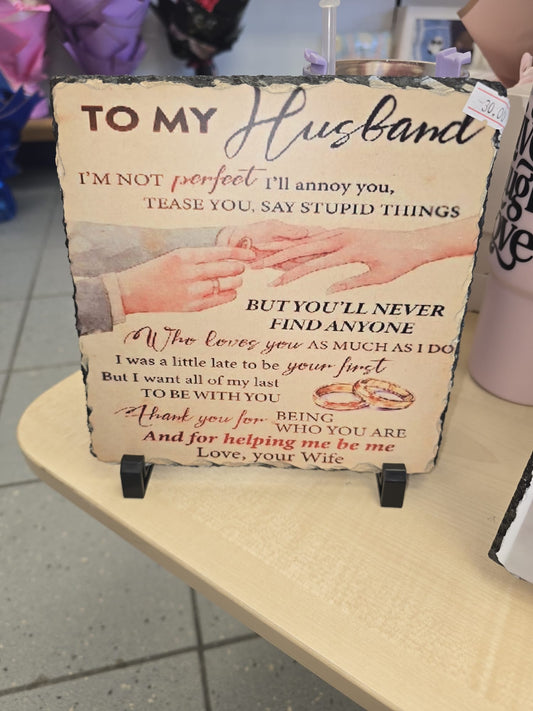 TO MY Husband
I'M NOT perfect I'll annoy you,
TEASE YOU, SAY STUPID THINGS
BUT YOU'LL NEVER
FIND ANYONE
Who loves you AS MUCH AS I DO
I was a little late to be your first
But I want all of my last
TO BE WITH YOU
Thank you for BEING
WHO YOU ARE
And for helping me be me
Love, your Wife